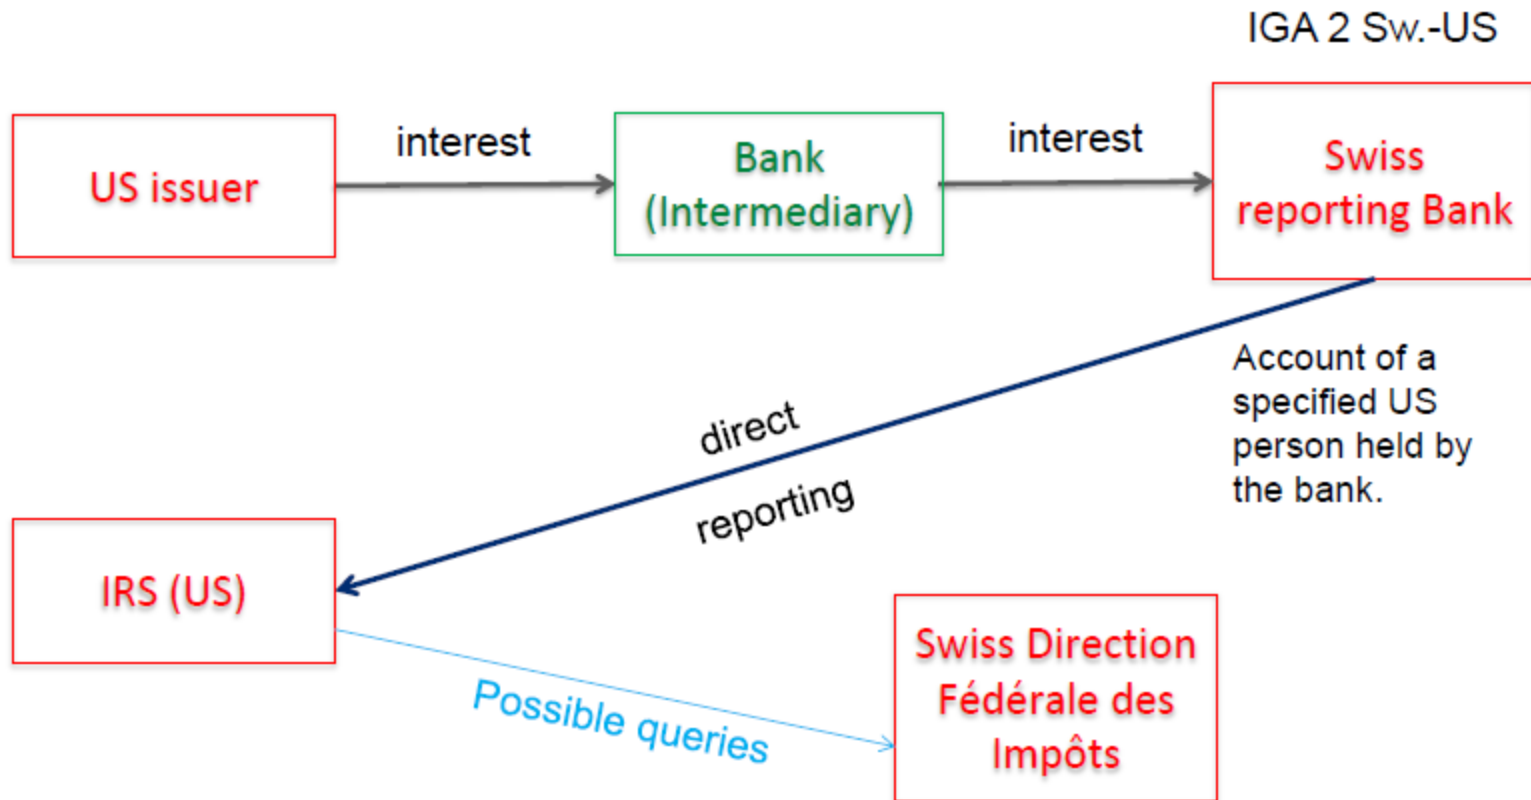 IGA 2 Sw.-US
US issuer
interest
Bank
(Intermediary)
interest
Swiss
reporting Bank
direct
reporting
Account of a
specified US
person held by
the bank.
IRS (US)
Possible queries
Swiss Direction
Fédérale des
Impôts